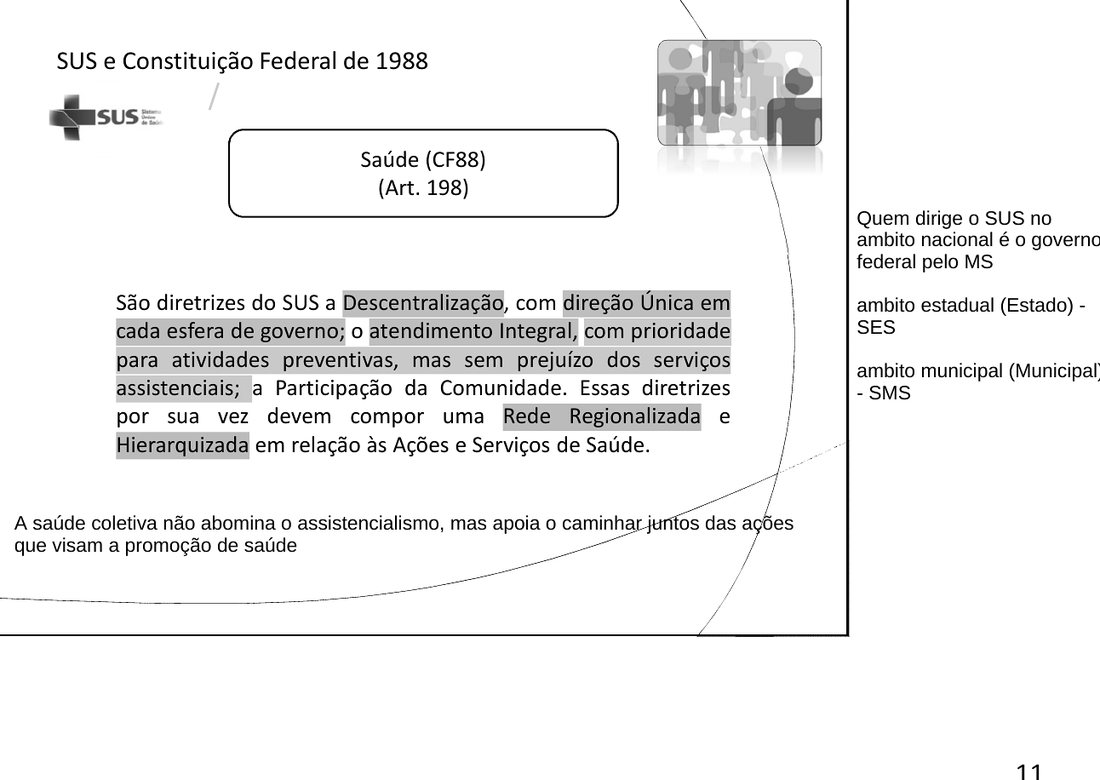 SUS e Constituição Federal de 1988
SUS Sistema
Único
de Saúde
Saúde (CF88)
(Art. 198)
São diretrizes do SUS a Descentralização, com direção Única em
cada esfera de governo; o atendimento Integral, com prioridade
para atividades preventivas, mas sem prejuízo dos serviços
assistenciais; a Participação da Comunidade. Essas diretrizes
por sua vez devem compor uma Rede Regionalizada e
Hierarquizada em relação às Ações e Serviços de Saúde.
A saúde coletiva não abomina o assistencialismo, mas apoia o caminhar juntos das ações
que visam a promoção de saúde
Quem dirige o SUS no
ambito nacional é o governo
federal pelo MS
ambito estadual (Estado) -
SES
ambito municipal (Municipal)
- SMS
11